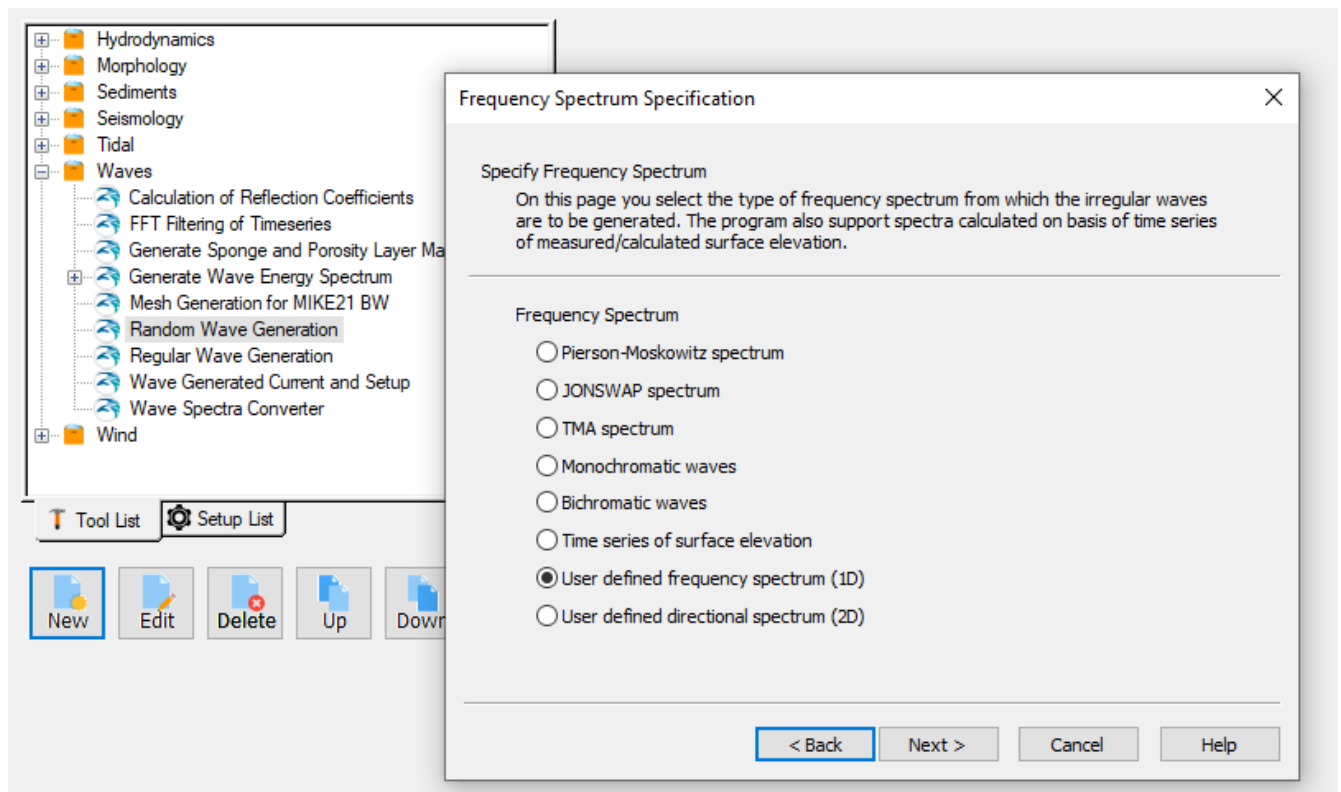 Hydrodynamics
Morphology
Sediments
Seismology
Tidal
Waves
Calculation of Reflection Coefficients
FFT Filtering of Timeseries
Generate Sponge and Porosity Layer Ma
Generate Wave Energy Spectrum
Mesh Generation for MIKE21 BW
Random Wave Generation
Regular Wave Generation
Wave Generated Current and Setup
Wave Spectra Converter
Wind
Tool List
Setup List
New
Edit
Delete
Up
Down
Frequency Spectrum Specification
Specify Frequency Spectrum
On this page you select the type of frequency spectrum from which the irregular waves
are to be generated. The program also support spectra calculated on basis of time series
of measured/calculated surface elevation.
Frequency Spectrum
Pierson-Moskowitz spectrum
JONSWAP spectrum
TMA spectrum
Monochromatic waves
Bichromatic waves
Time series of surface elevation
User defined frequency spectrum (1D)
User defined directional spectrum (2D)
< Back
Next >
Cancel
Help